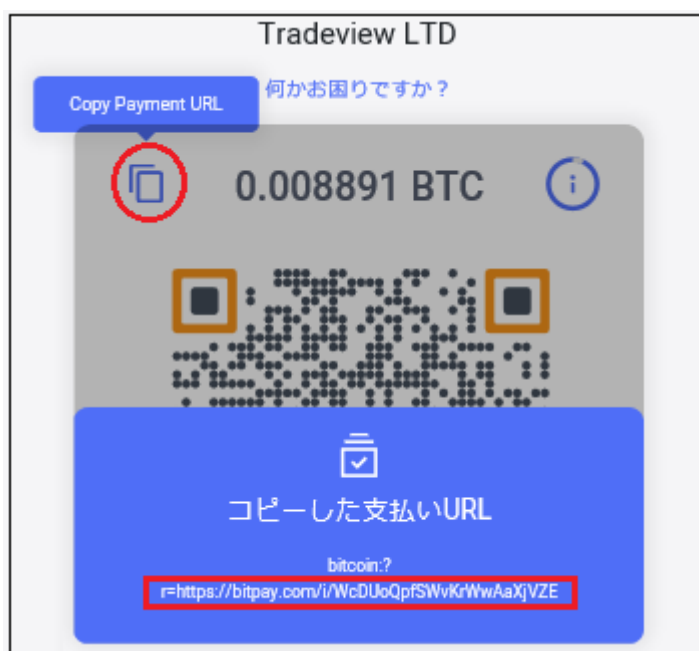 Tradeview LTD
何かお困りですか？
Copy Payment URL
0.008891 BTC
コピーした支払いURL
bitcoin:?
r=https://bitpay.com/i/WcDUoQpfSWvKrWwAaXjVZE